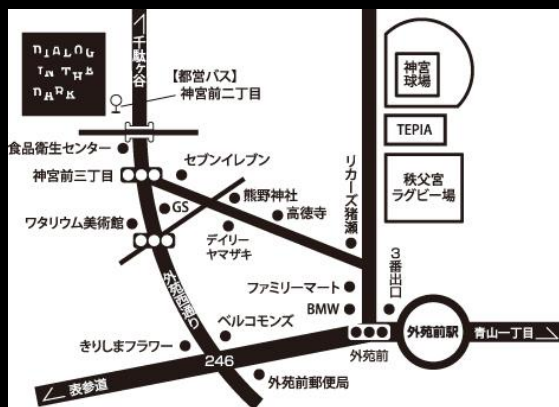 DIALOG
IN THE
DARK
千駄ヶ谷
【都営バス】
神宮前二丁目
神宮
球場
TEPIA
秩父宮
ラグビー場
食品衛生センター
セブンイレブン
神宮前三丁目
リカーズ猪瀬
熊野神社
GS
高徳寺
ワタリウム美術館
デイリー
ヤマザキ
外苑西通り
3番出口
ファミリーマート
BMW
ベルコモンズ
外苑前駅
青山一丁目
きりしまフラワー
246
外苑前
外苑前郵便局
表参道